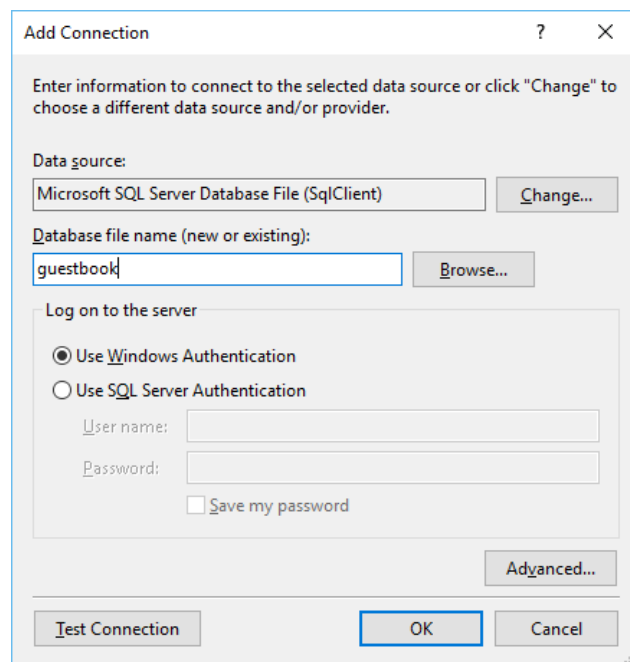 Add Connection
?
Enter information to connect to the selected data source or click "Change" to
choose a different data source and/or provider.
Data source:
Microsoft SQL Server Database File (SqlClient)
Change...
Database file name (new or existing):
guestbook
Browse...
Log on to the server
Use Windows Authentication
Use SQL Server Authentication
User name:
Password:
Save my password
Advanced...
Test Connection
OK
Cancel